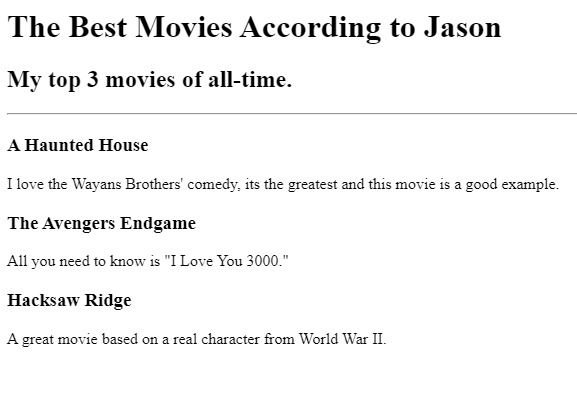 The Best Movies According to Jason
My top 3 movies of all-time.
A Haunted House
I love the Wayans Brothers' comedy, its the greatest and this movie is a good example.
The Avengers Endgame
All you need to know is "I Love You 3000."
Hacksaw Ridge
A great movie based on a real character from World War II.